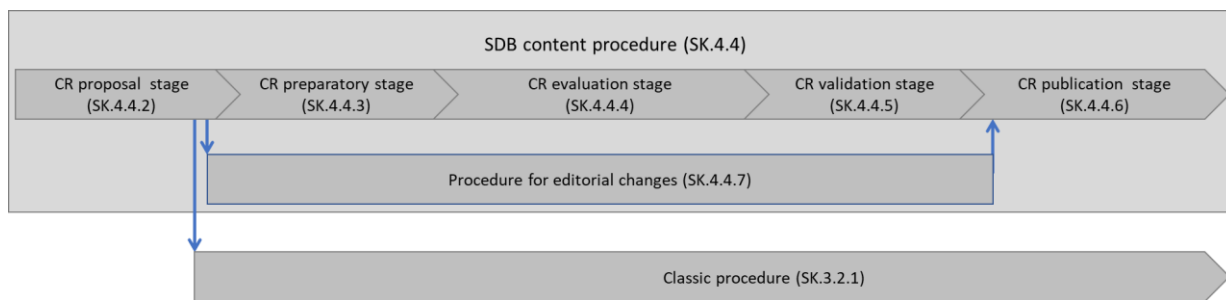 SDB content procedure (SK.4.4)
CR proposal stage
(SK.4.4.2)
CR preparatory stage
(SK.4.4.3)
CR evaluation stage
(SK.4.4.4)
CR validation stage
(SK.4.4.5)
CR publication stage
(SK.4.4.6)
Procedure for editorial changes (SK.4.4.7)
Classic procedure (SK.3.2.1)